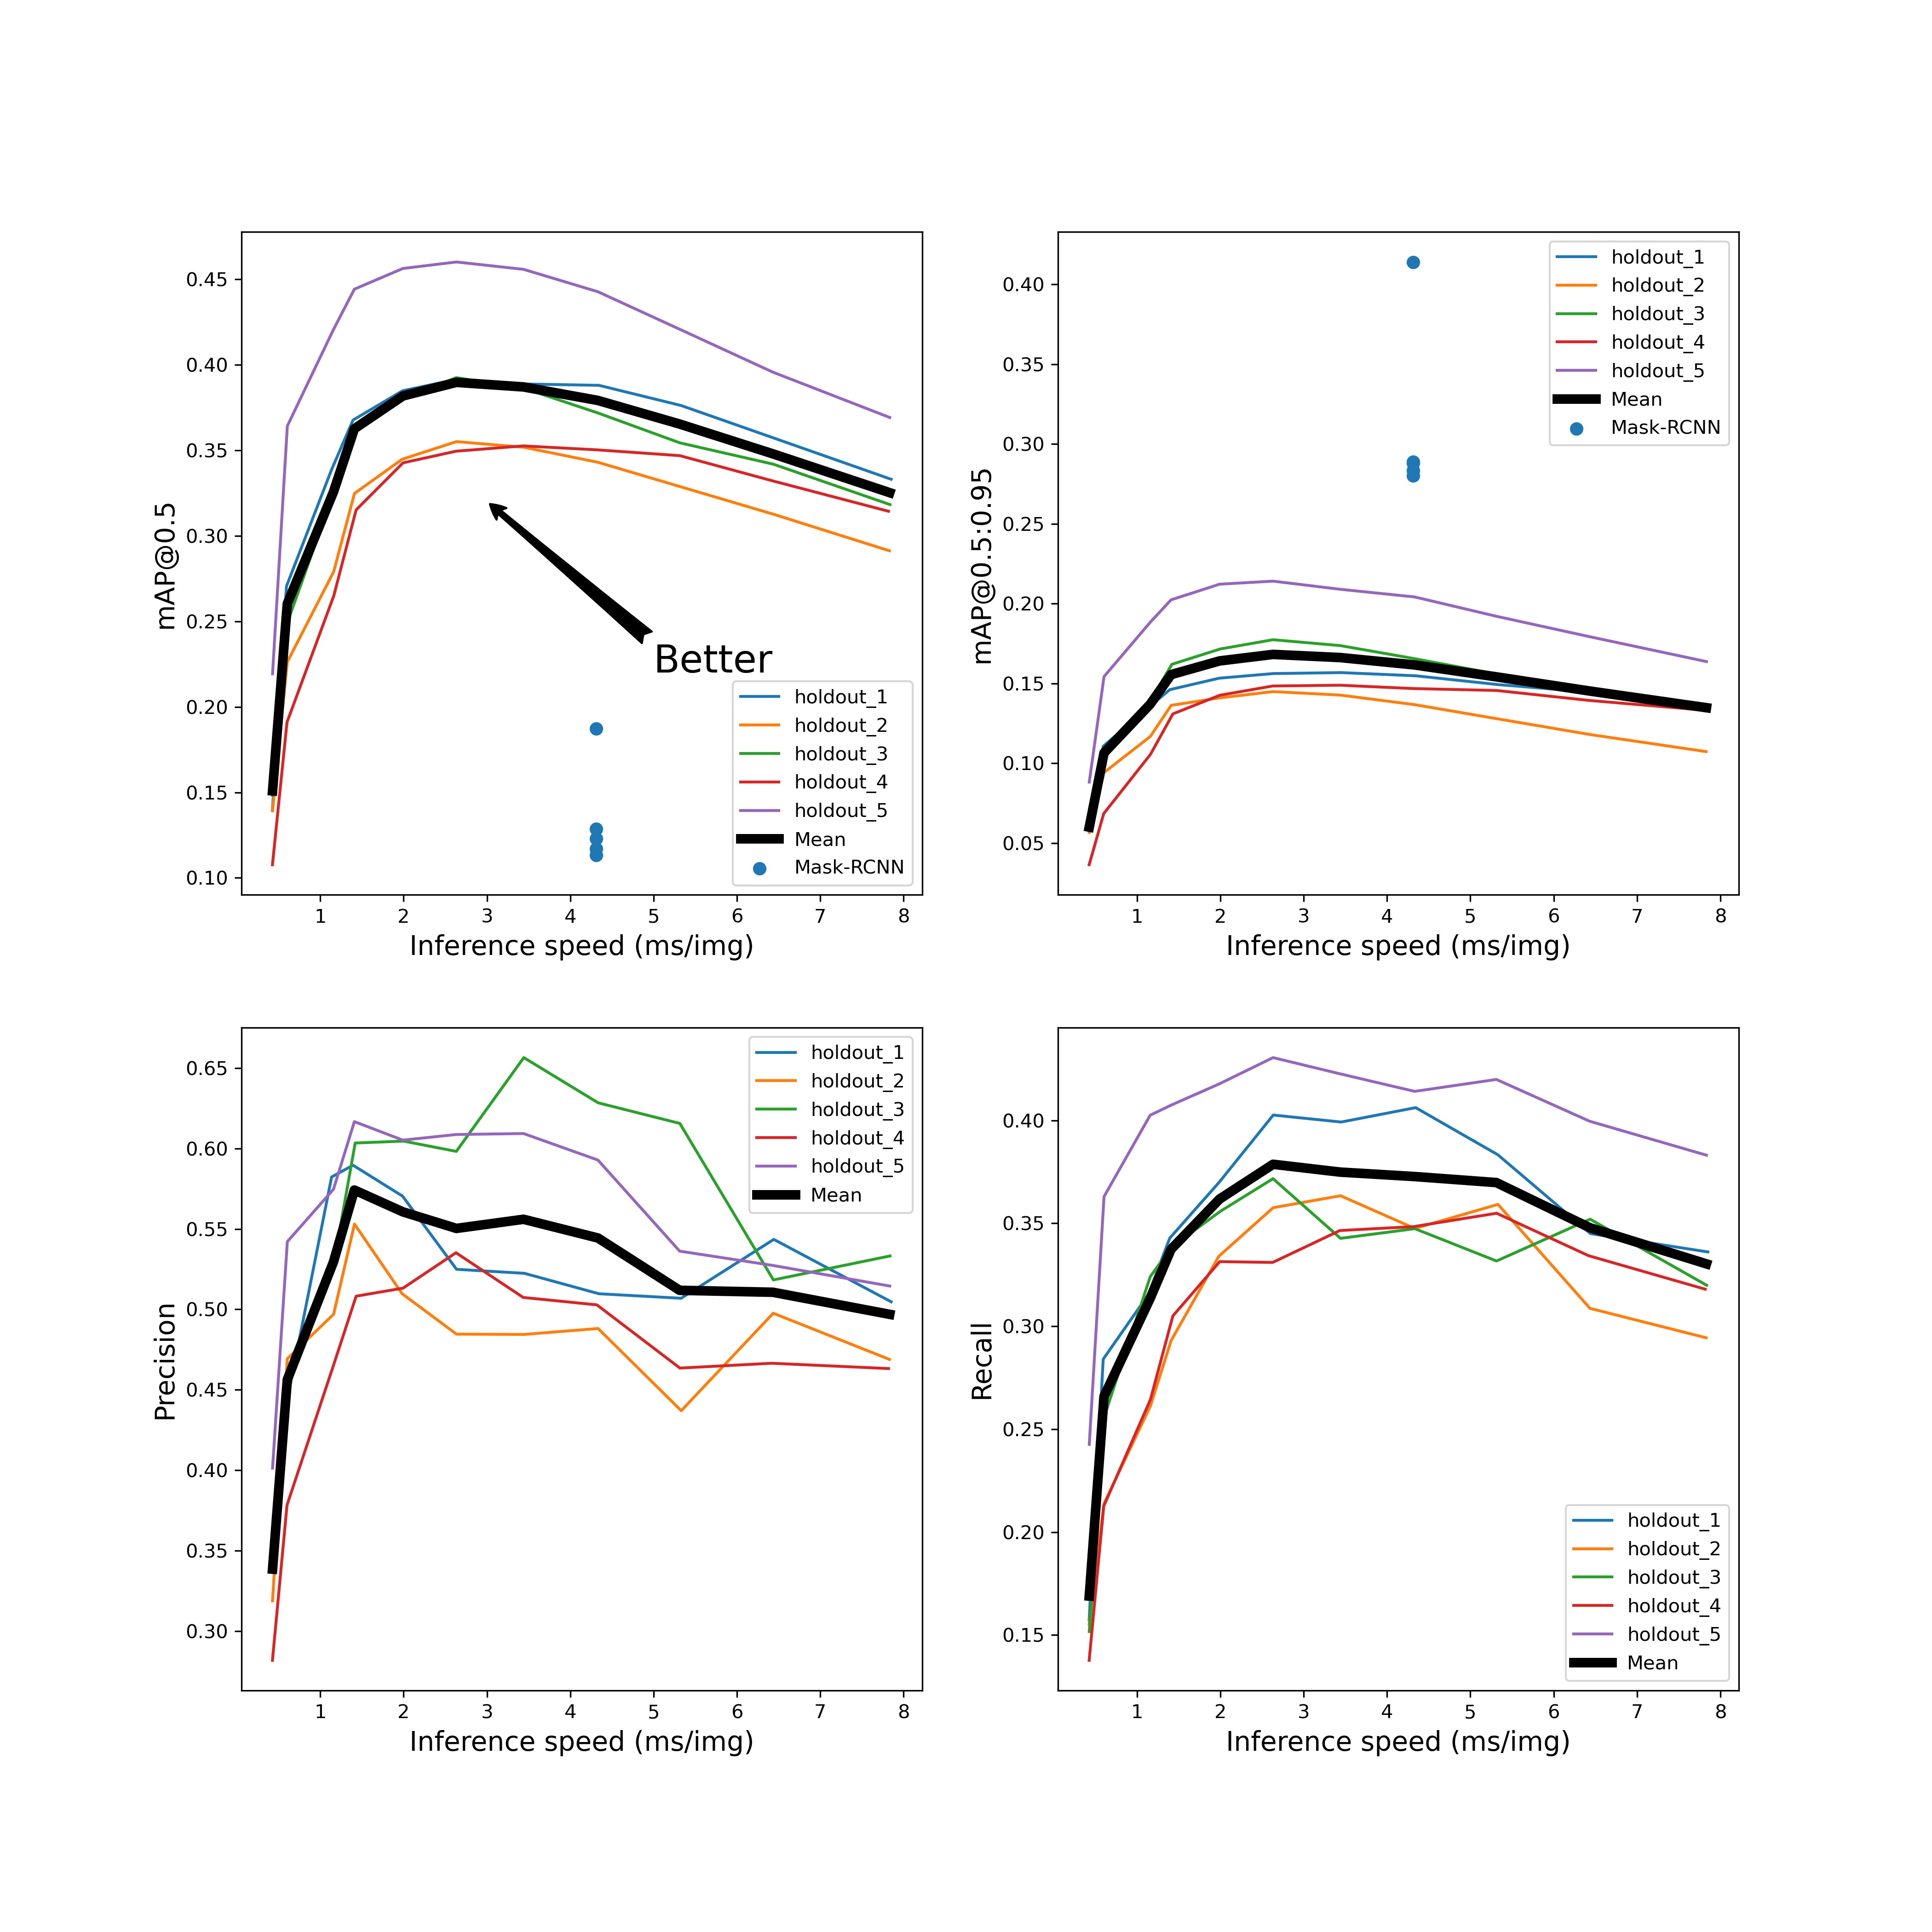 mAP@0.5
0.45
0.40
0.35
0.30
0.25
0.20
0.15
0.10
Better
holdout_1
holdout_2
holdout_3
holdout_4
holdout_5
Mean
Mask-RCNN
1 2 3 4 5 6 7 8
Inference speed (ms/img)
mAP@0.5:0.95
0.40
0.35
0.30
0.25
0.20
0.15
0.10
0.05
holdout_1
holdout_2
holdout_3
holdout_4
holdout_5
Mean
Mask-RCNN
1 2 3 4 5 6 7 8
Inference speed (ms/img)
Precision
0.65
0.60
0.55
0.50
0.45
0.40
0.35
0.30
holdout_1
holdout_2
holdout_3
holdout_4
holdout_5
Mean
1 2 3 4 5 6 7 8
Inference speed (ms/img)
Recall
0.40
0.35
0.30
0.25
0.20
0.15
holdout_1
holdout_2
holdout_3
holdout_4
holdout_5
Mean
1 2 3 4 5 6 7 8
Inference speed (ms/img)